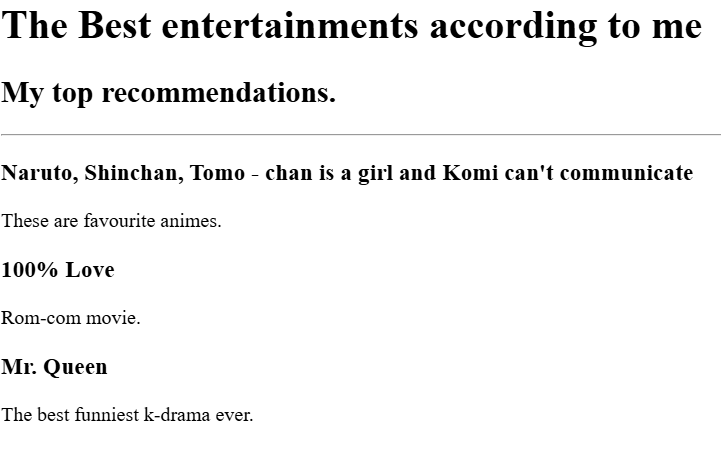 The Best entertainments according to me
My top recommendations.
Naruto, Shinchan, Tomo - chan is a girl and Komi can't communicate
These are favourite animes.
100% Love
Rom-com movie.
Mr. Queen
The best funniest k-drama ever.